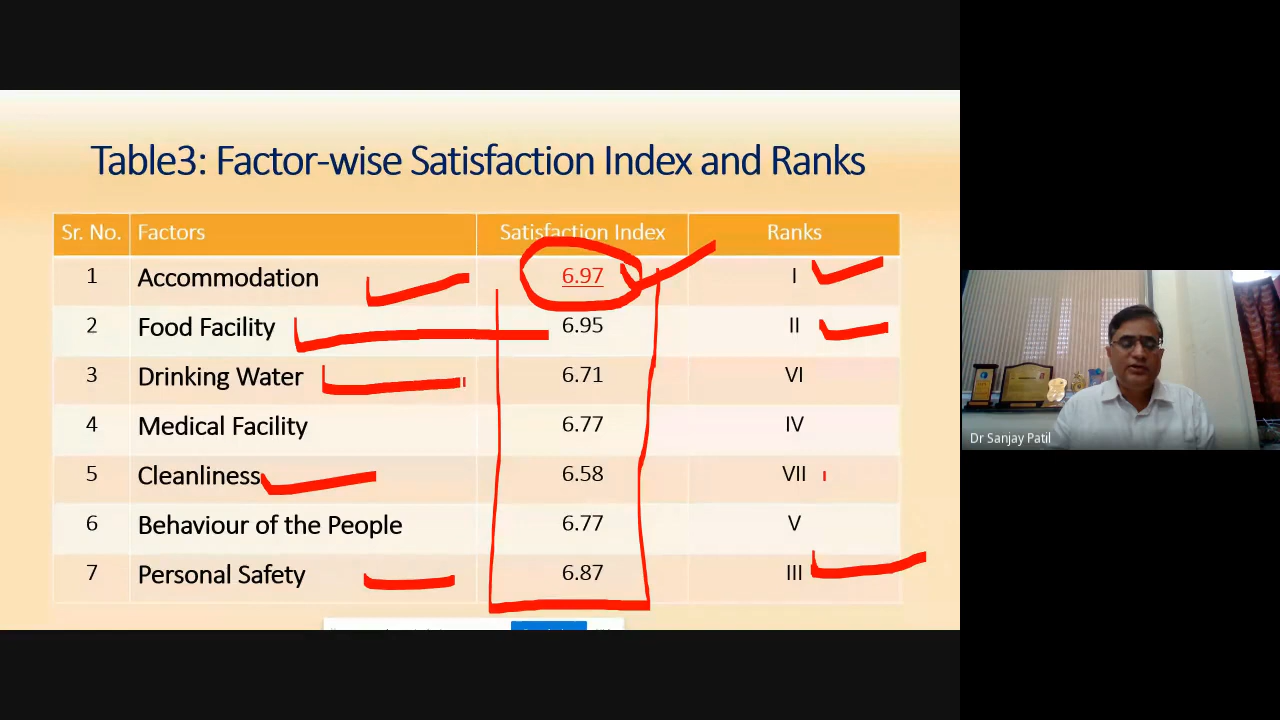 Table3: Factor-wise Satisfaction Index and Ranks
Sr. No. Factors Satisfaction Index Ranks
1 Accommodation 6.97 I
2 Food Facility 6.95 II
3 Drinking Water 6.71 VI
4 Medical Facility 6.77 IV
5 Cleanliness 6.58 VII
6 Behaviour of the People 6.77 V
7 Personal Safety 6.87 III
Dr Sanjay Patil